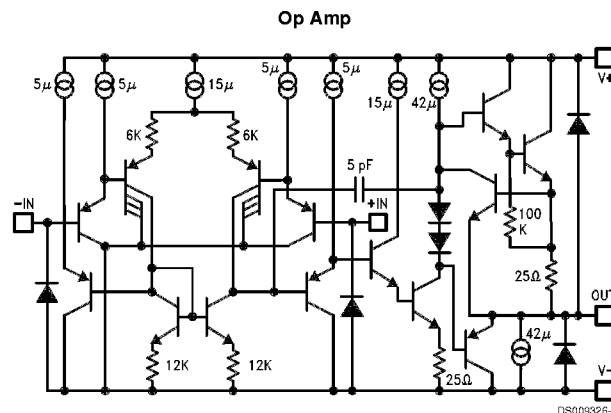 Op Amp
V+
5µ
5µ
15µ
5µ
5µ
15µ
42µ
6K
6K
5 pF
-IN
+IN
100
K
25Ω
OUT
12K
12K
42µ
25Ω
V-